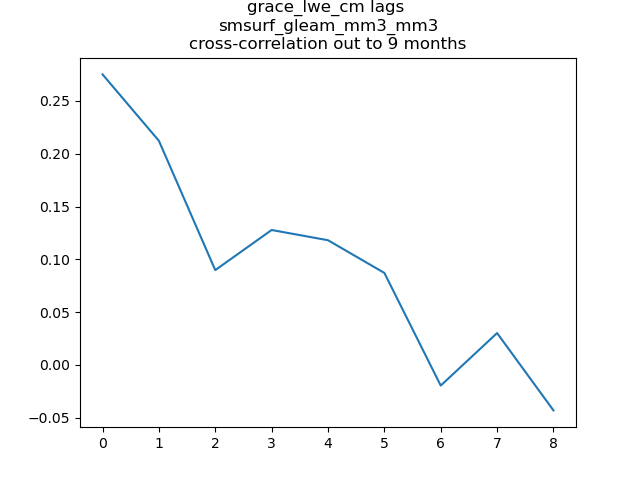 grace_lwe_cm lags
smsurf_gleam_mm3_mm3
cross-correlation out to 9 months
0.25
0.20
0.15
0.10
0.05
0.00
−0.05
0 1 2 3 4 5 6 7 8